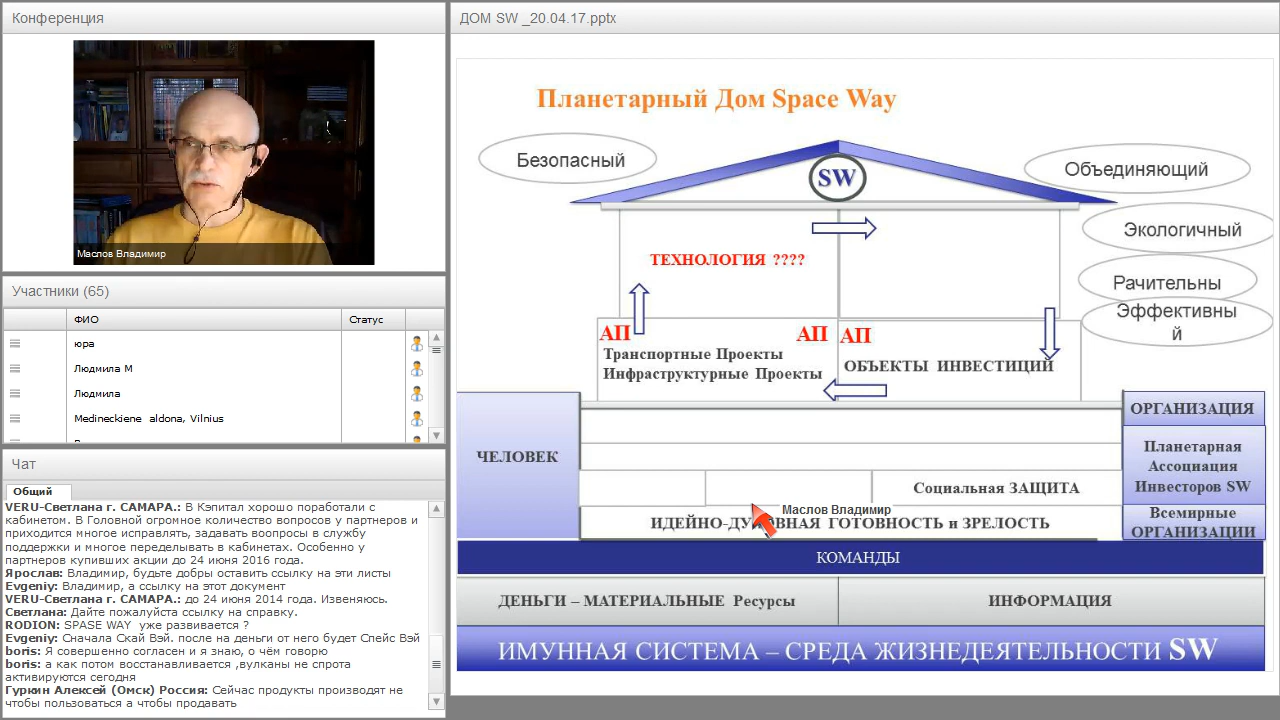 Конференция
Маслов Владимир
Участники (65)
ФИО
Статус
юра
Людмила М
Людмила
Medineckiene aldona, Vilnius
Чат
Общий
VERU-Светлана г. САМАРА.: В Кэпитал хорошо поработали с
кабинетом. В Головной огромное количество вопросов у партнеров и
приходится многое исправлять, задавать вопросы в службу
поддержки и многое переделывать в кабинетах. Особенно у
партнеров купивших акции до 24 июня 2016 года.
Ярослав: Владимир, будьте добры оставить ссылку на эти листы
Evgeniy: Владимир, а ссылку на этот документ
VERU-Светлана г. САМАРА.: до 24 июня 2014 года. Извеняюсь.
Светлана: Дайте пожалуйста ссылку на справку.
RODION: SPASE WAY уже развивается ?
Evgeniy: Сначала Скай Вэй. после на деньги от него будет Спейс Вэй
boris: Я совершенно согласен и я знаю, о чём говорю
boris: а как потом восстанавливается ,вулканы не спрота
активируются сегодня
Гуркин Алексей (Омск) Россия: Сейчас продукты производят не
чтобы пользоваться а чтобы продавать
ДОМ SW _20.04.17.pptx
Планетарный Дом Space Way
Безопасный
SW
Объединяющий
Экологичный
Рачительны
Эффективны
й
ТЕХНОЛОГИЯ ????
АП
АП
АП
Транспортные Проекты
Инфраструктурные Проекты
ОБЪЕКТЫ ИНВЕСТИЦИЙ
ЧЕЛОВЕК
ОРГАНИЗАЦИЯ
Планетарная
Ассоциация
Инвесторов SW
Социальная ЗАЩИТА
Маслов Владимир
Всемирные
ОРГАНИЗАЦИИ
ИДЕЙНО-ДУХОВНАЯ ГОТОВНОСТЬ и ЗРЕЛОСТЬ
КОМАНДЫ
ДЕНЬГИ – МАТЕРИАЛЬНЫЕ Ресурсы
ИНФОРМАЦИЯ
ИМУННАЯ СИСТЕМА – СРЕДА ЖИЗНЕДЕЯТЕЛЬНОСТИ SW